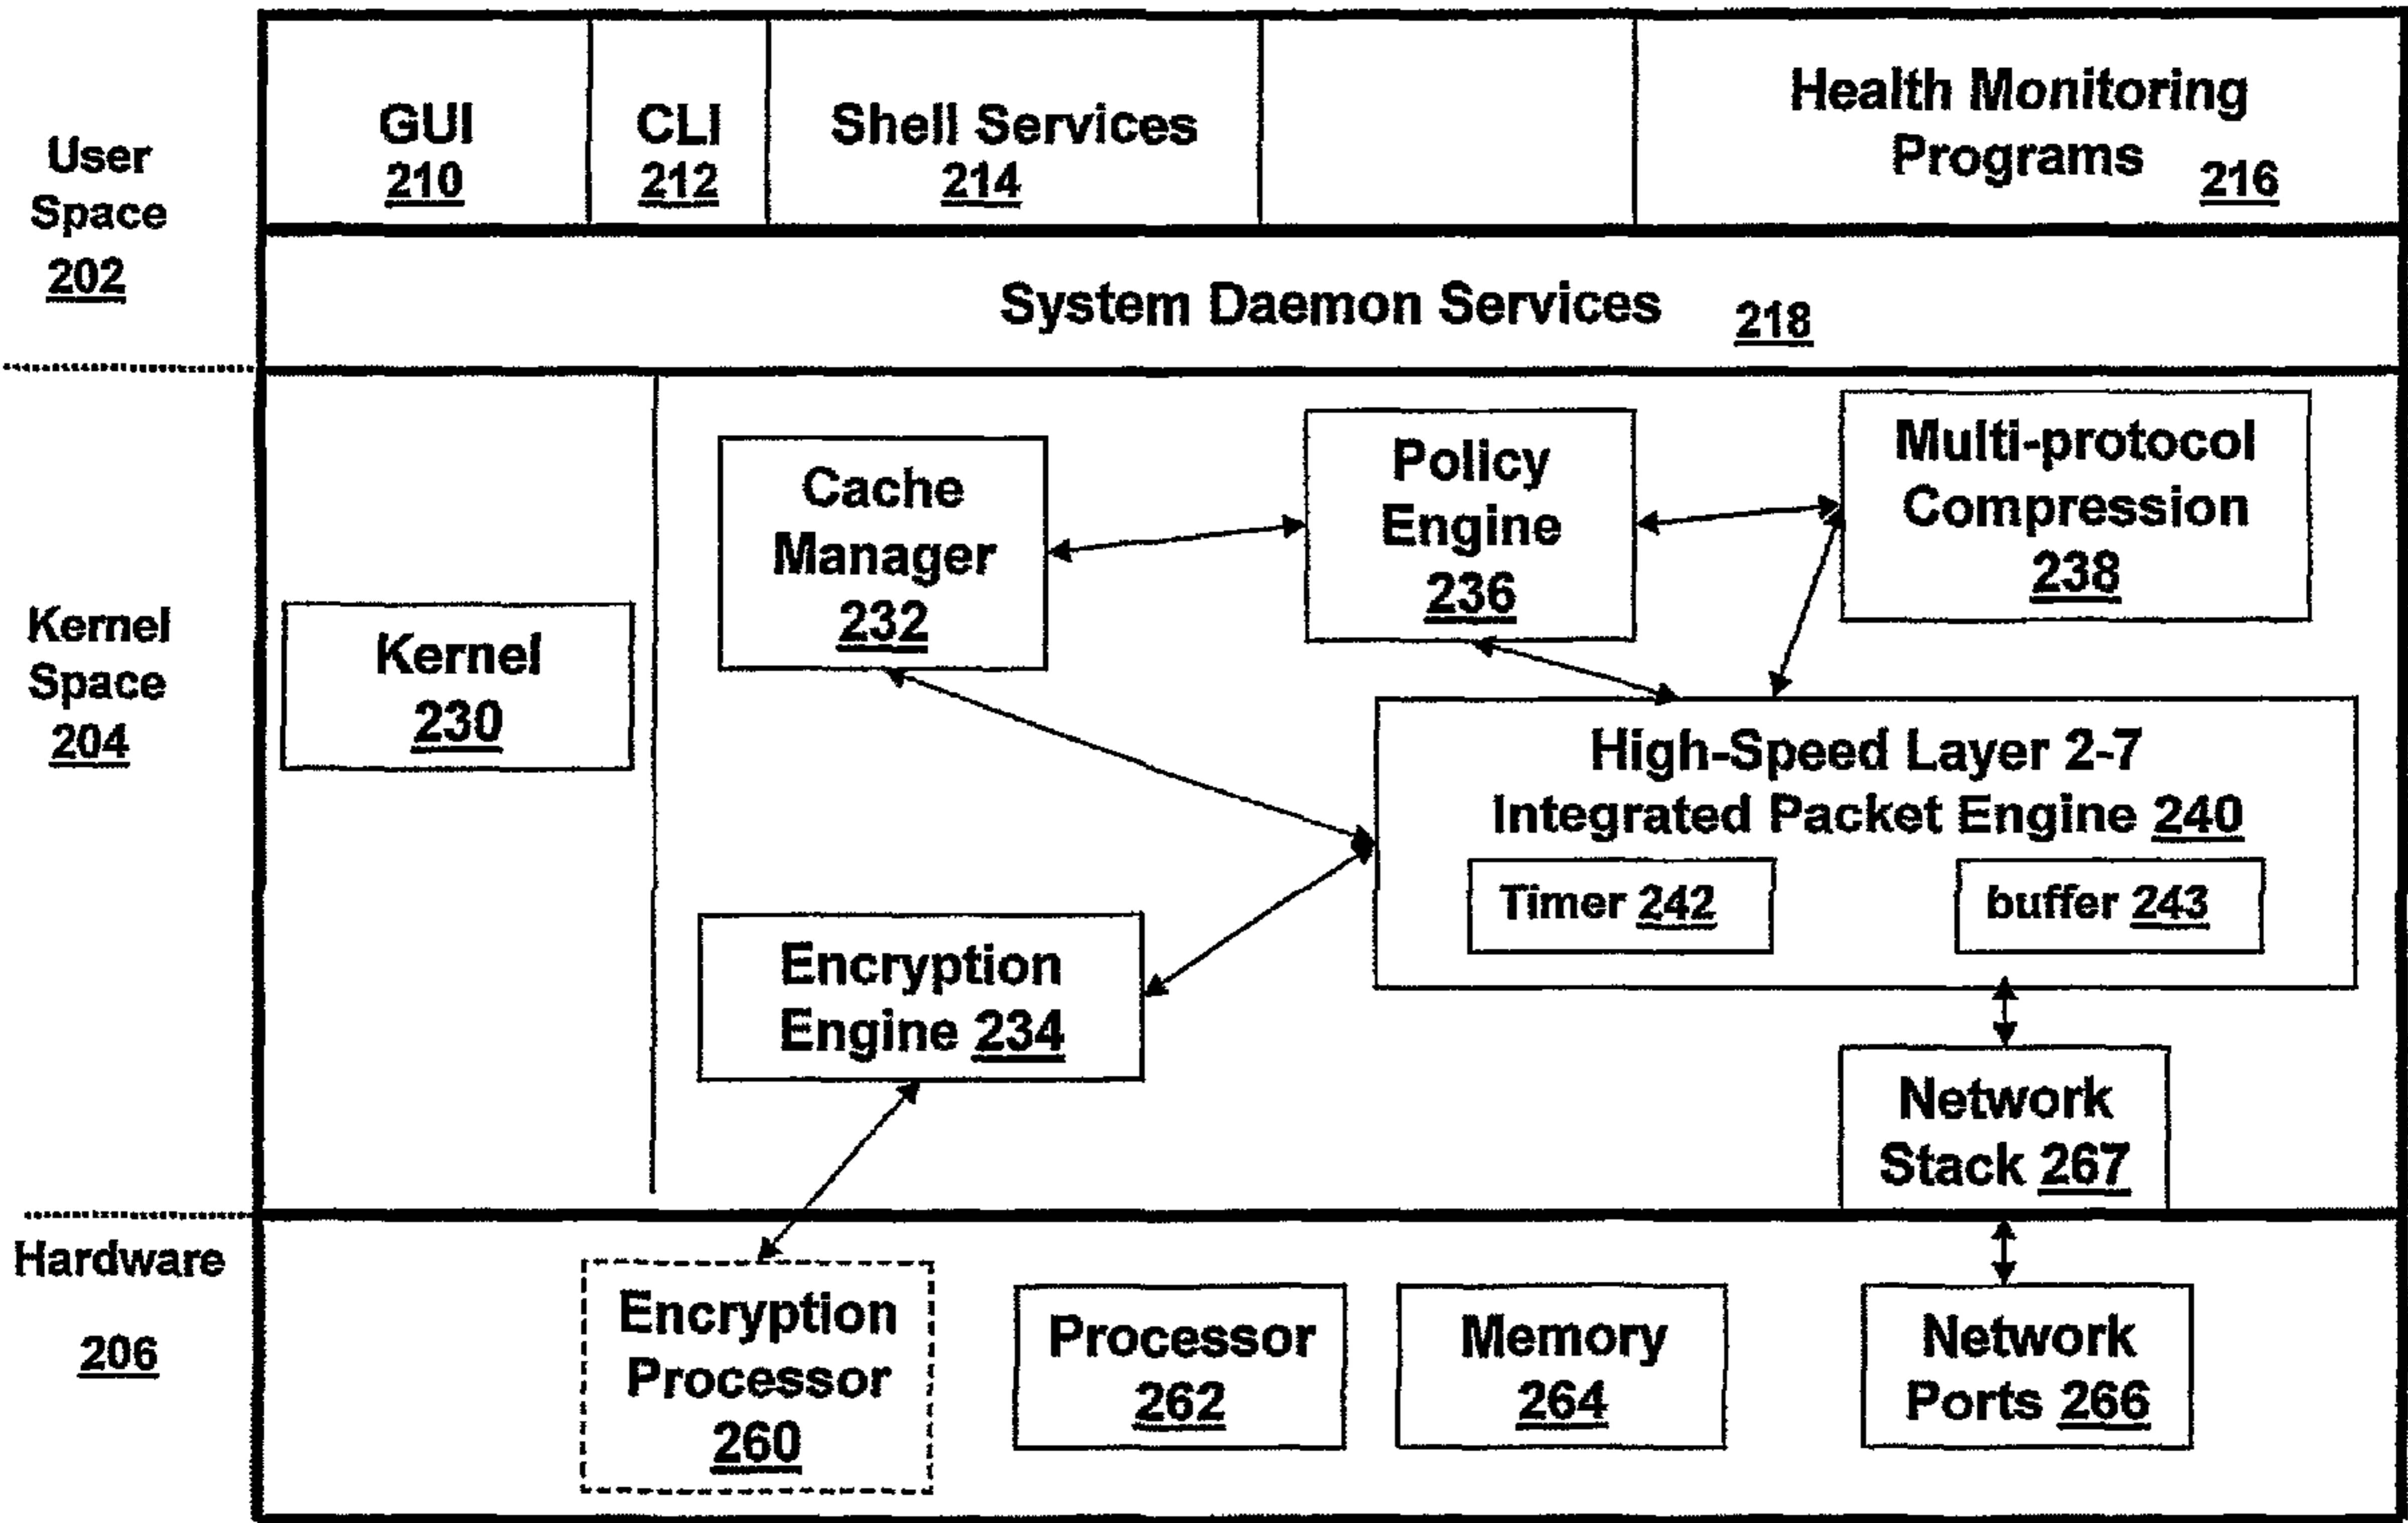 User
Space
202
GUI
210
CLI
212
Shell Services
214
Health Monitoring
Programs 216
System Daemon Services 218
Kernel
Space
204
Kernel
230
Cache
Manager
232
Policy
Engine
236
Multi-protocol
Compression
238
High-Speed Layer 2-7
Integrated Packet Engine 240
Timer 242
buffer 243
Encryption
Engine 234
Network
Stack 267
Hardware
206
Encryption
Processor
260
Processor
262
Memory
264
Network
Ports 266